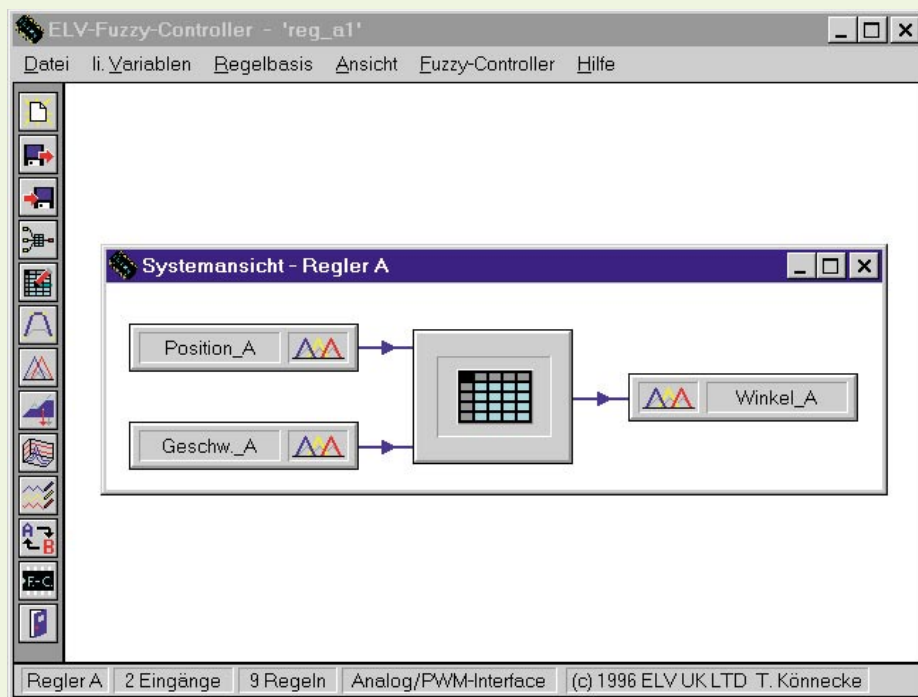 ELV-Fuzzy-Controller - 'reg_a1'
Datei li. Variablen Regelbasis Ansicht Fuzzy-Controller Hilfe
Systemansicht - Regler A
Position_A
Winkel_A
Geschw._A
A
B
F.-C.
Regler A 2 Eingänge 9 Regeln Analog/PWM-Interface (c) 1996 ELV UK LTD T. Könnecke